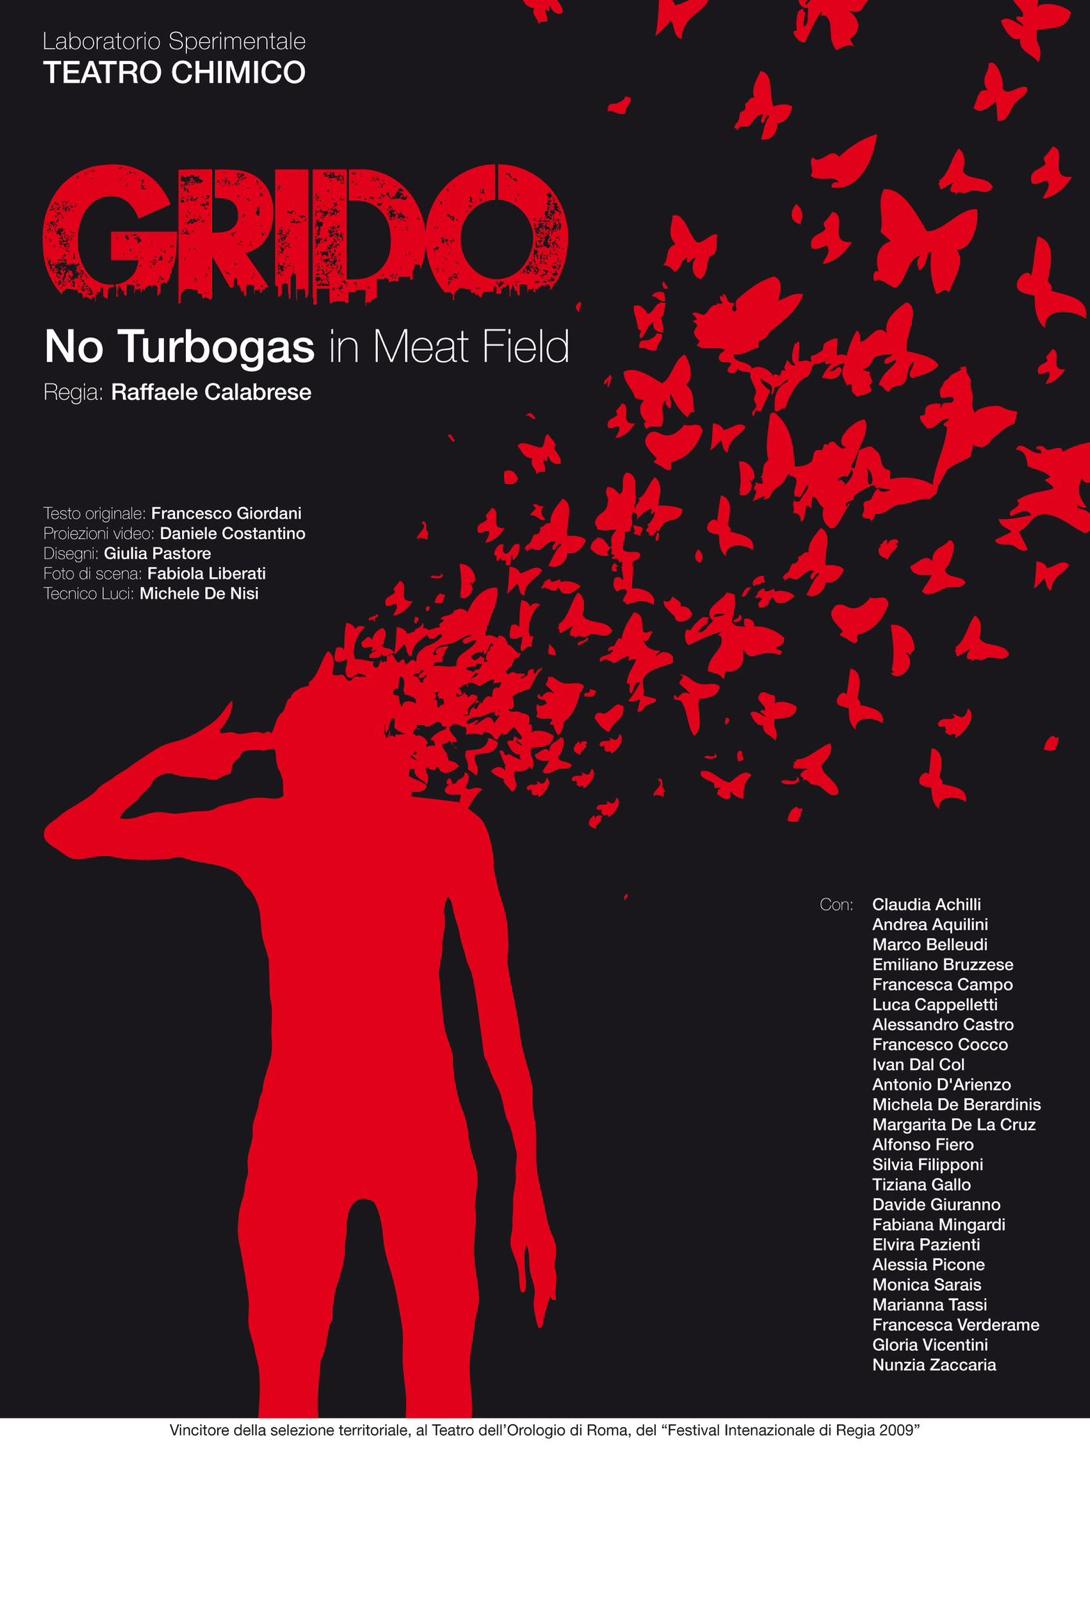 Laboratorio Sperimentale
TEATRO CHIMICO
GRIDO
No Turbogas in Meat Field
Regia: Raffaele Calabrese
Testo originale: Francesco Giordani
Proiezioni video: Daniele Costantino
Disegni: Giulia Pastore
Foto di scena: Fabiola Liberati
Tecnico Luci: Michele De Nisi
Con: Claudia Achilli
Andrea Aquilini
Marco Belleudi
Emiliano Bruzzese
Francesca Campo
Luca Cappelletti
Alessandro Castro
Francesco Cocco
Ivan Dal Col
Antonio D'Arienzo
Michela De Berardinis
Margarita De La Cruz
Alfonso Fiero
Silvia Filipponi
Tiziana Gallo
Davide Giuranno
Fabiana Mingardi
Elvira Pazienti
Alessia Picone
Monica Sarais
Marianna Tassi
Francesca Verderame
Gloria Vicentini
Nunzia Zaccaria
Vincitore della selezione territoriale, al Teatro dell’Orologio di Roma, del “Festival Intenazionale di Regia 2009”